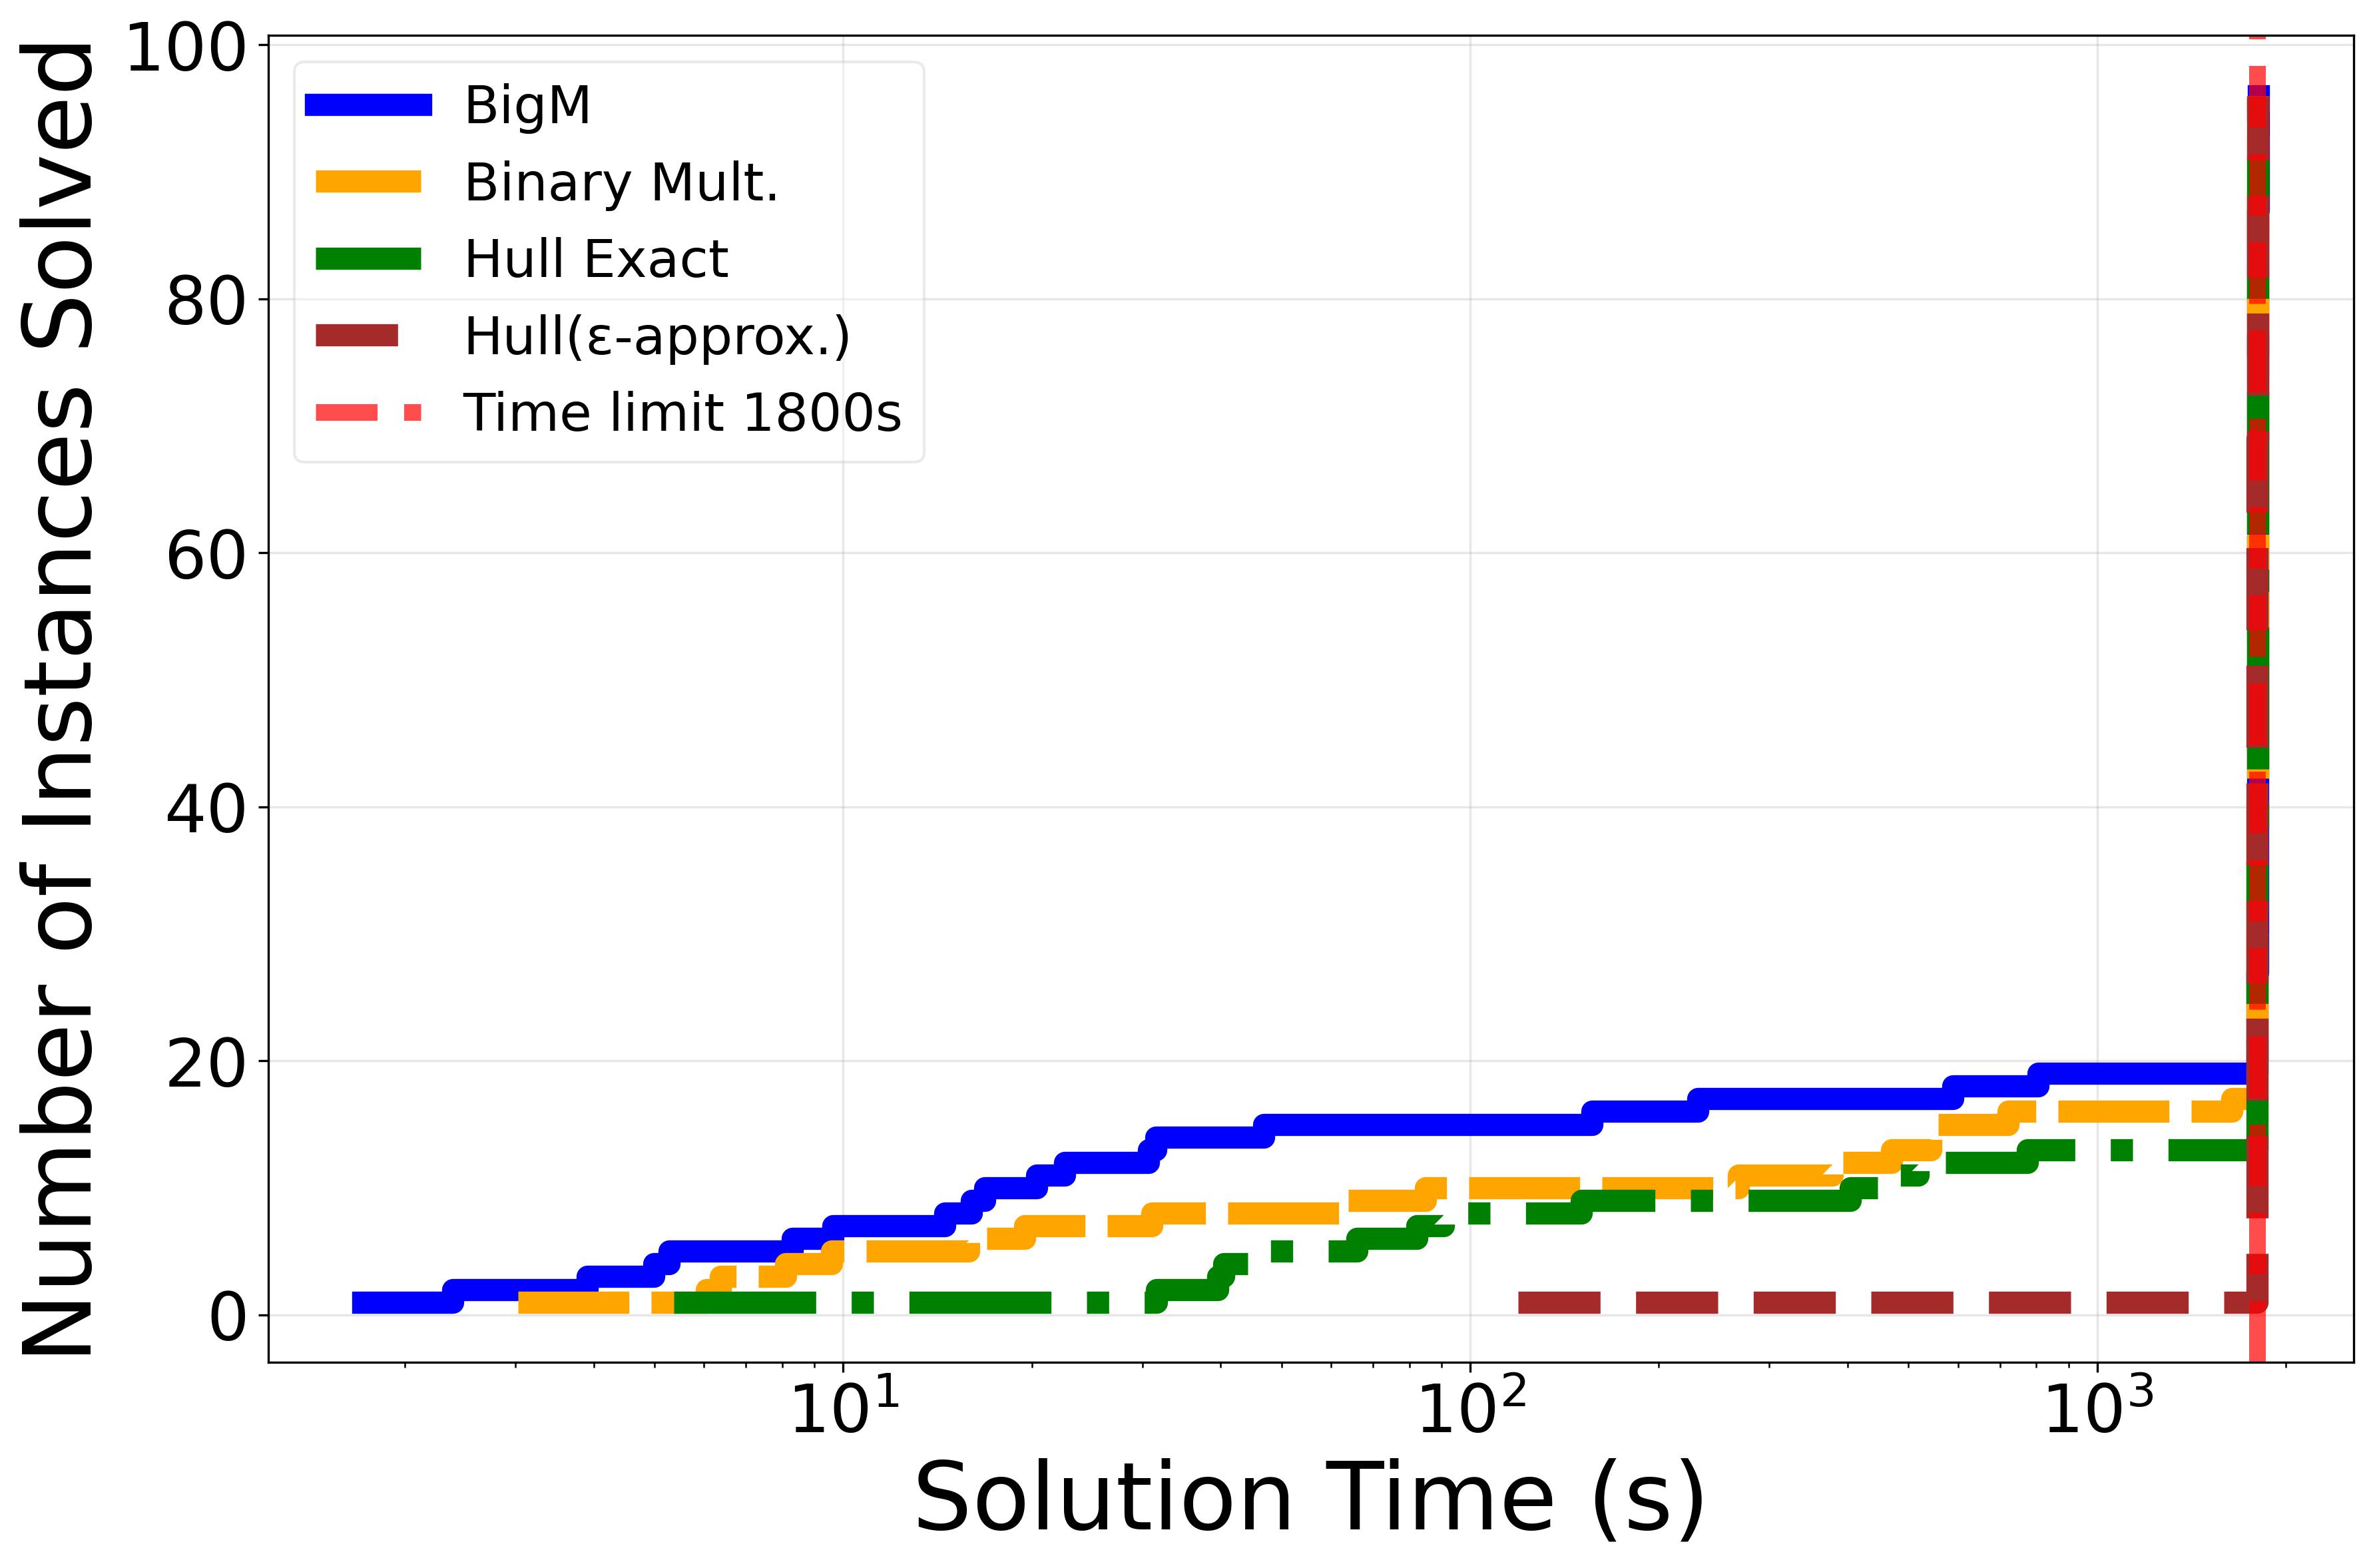 Number of Instances Solved
100
80
60
40
20
0
BigM
Binary Mult.
Hull Exact
Hull(ε-approx.)
Time limit 1800s
10¹
10²
10³
Solution Time (s)